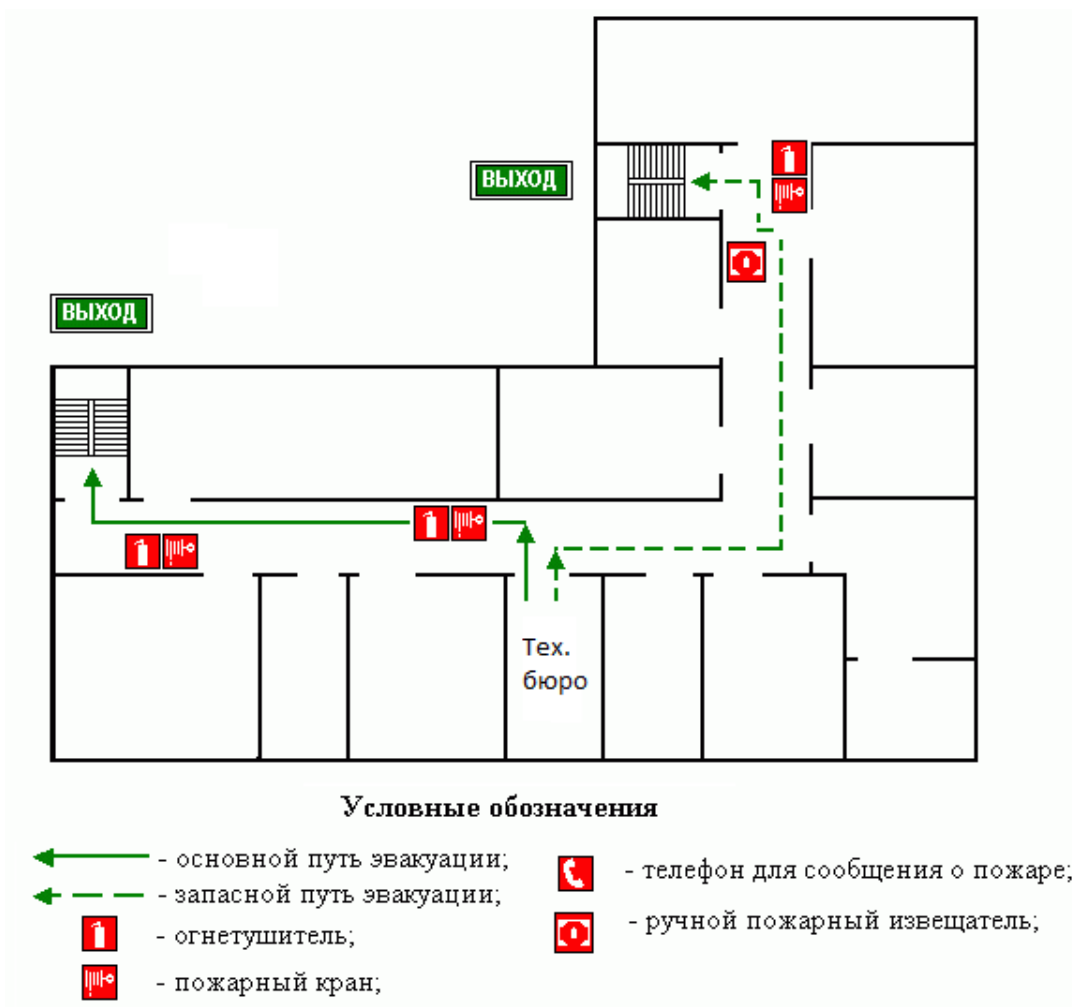 ВЫХОД
ВЫХОД
Тех.
бюро
Условные обозначения
- основной путь эвакуации;
- запасной путь эвакуации;
- огнетушитель;
- пожарный кран;
- телефон для сообщения о пожаре;
- ручной пожарный извещатель;